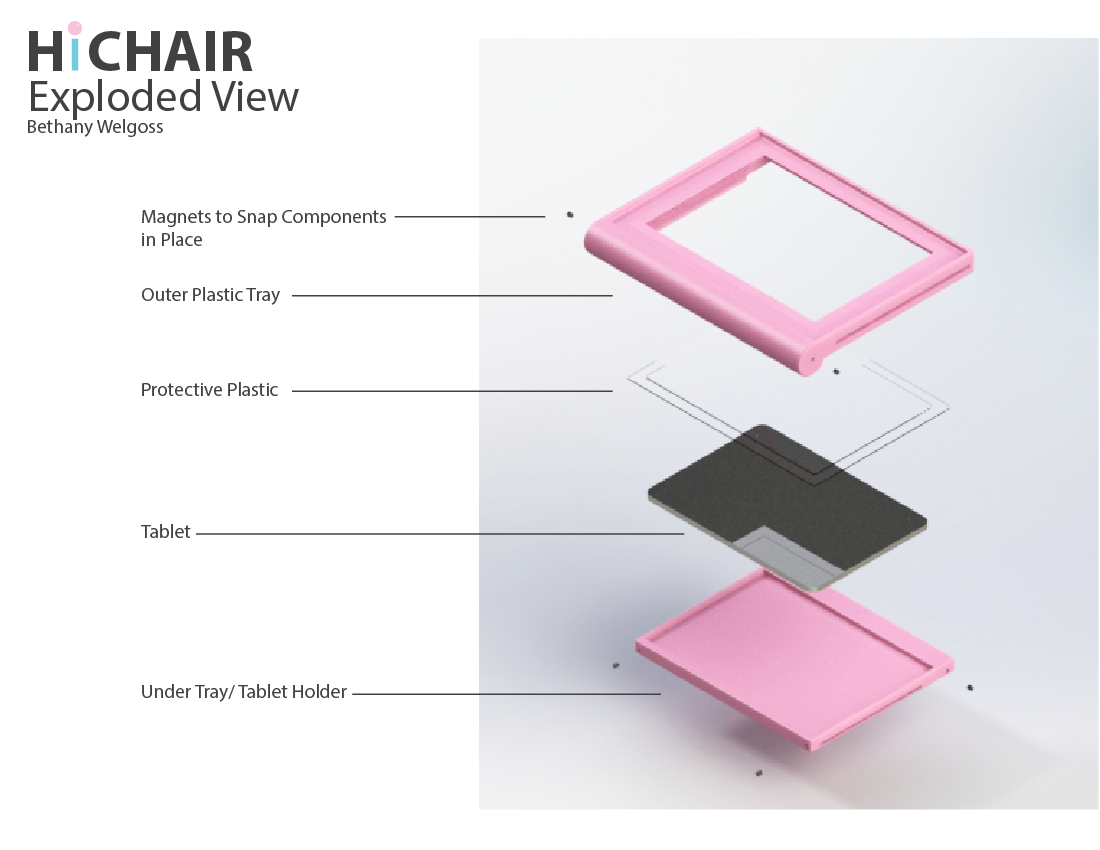 HiCHAIR
Exploded View
Bethany Welgoss
Magnets to Snap Components
in Place
Outer Plastic Tray
Protective Plastic
Tablet
Under Tray/ Tablet Holder